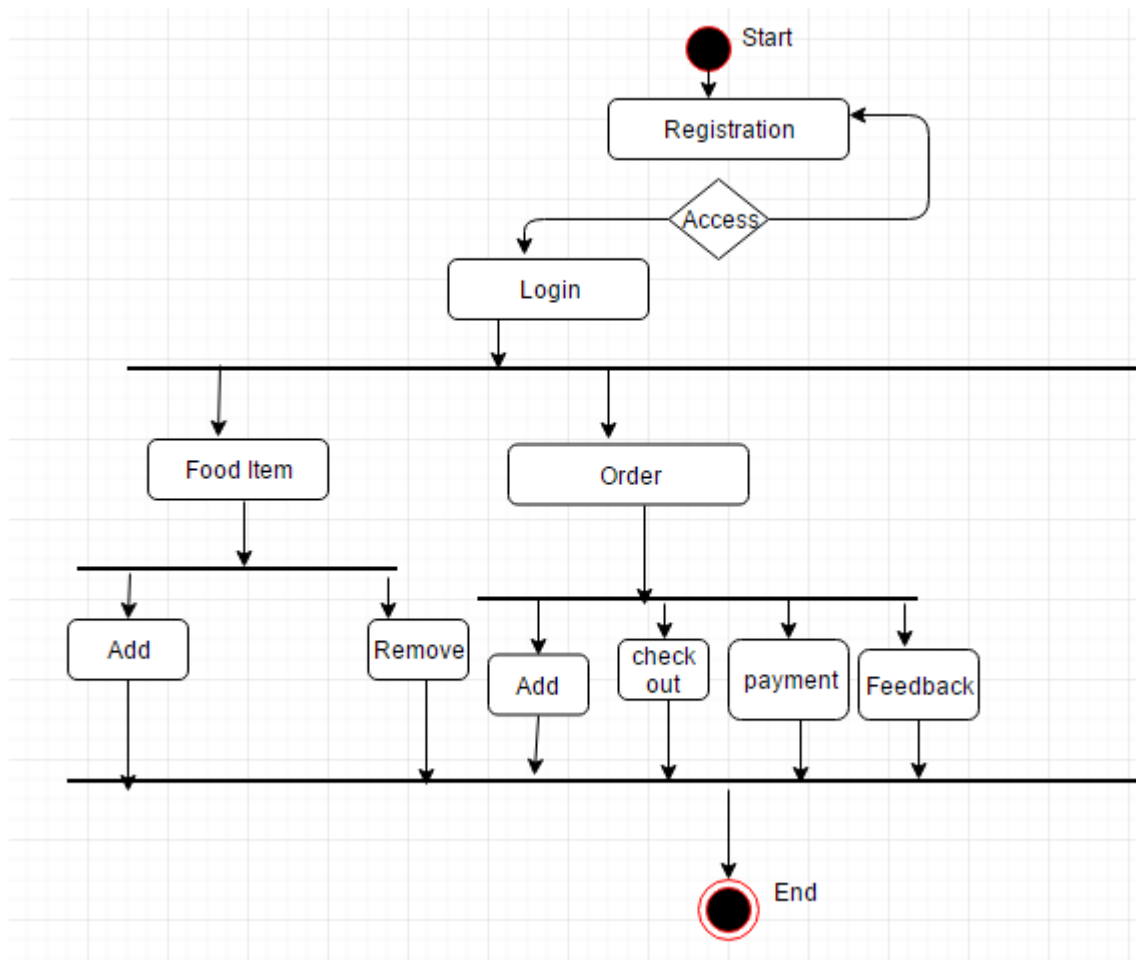 Start
Registration
Access
Login
Food Item
Order
Add
Remove
Add
check
out
payment
Feedback
End